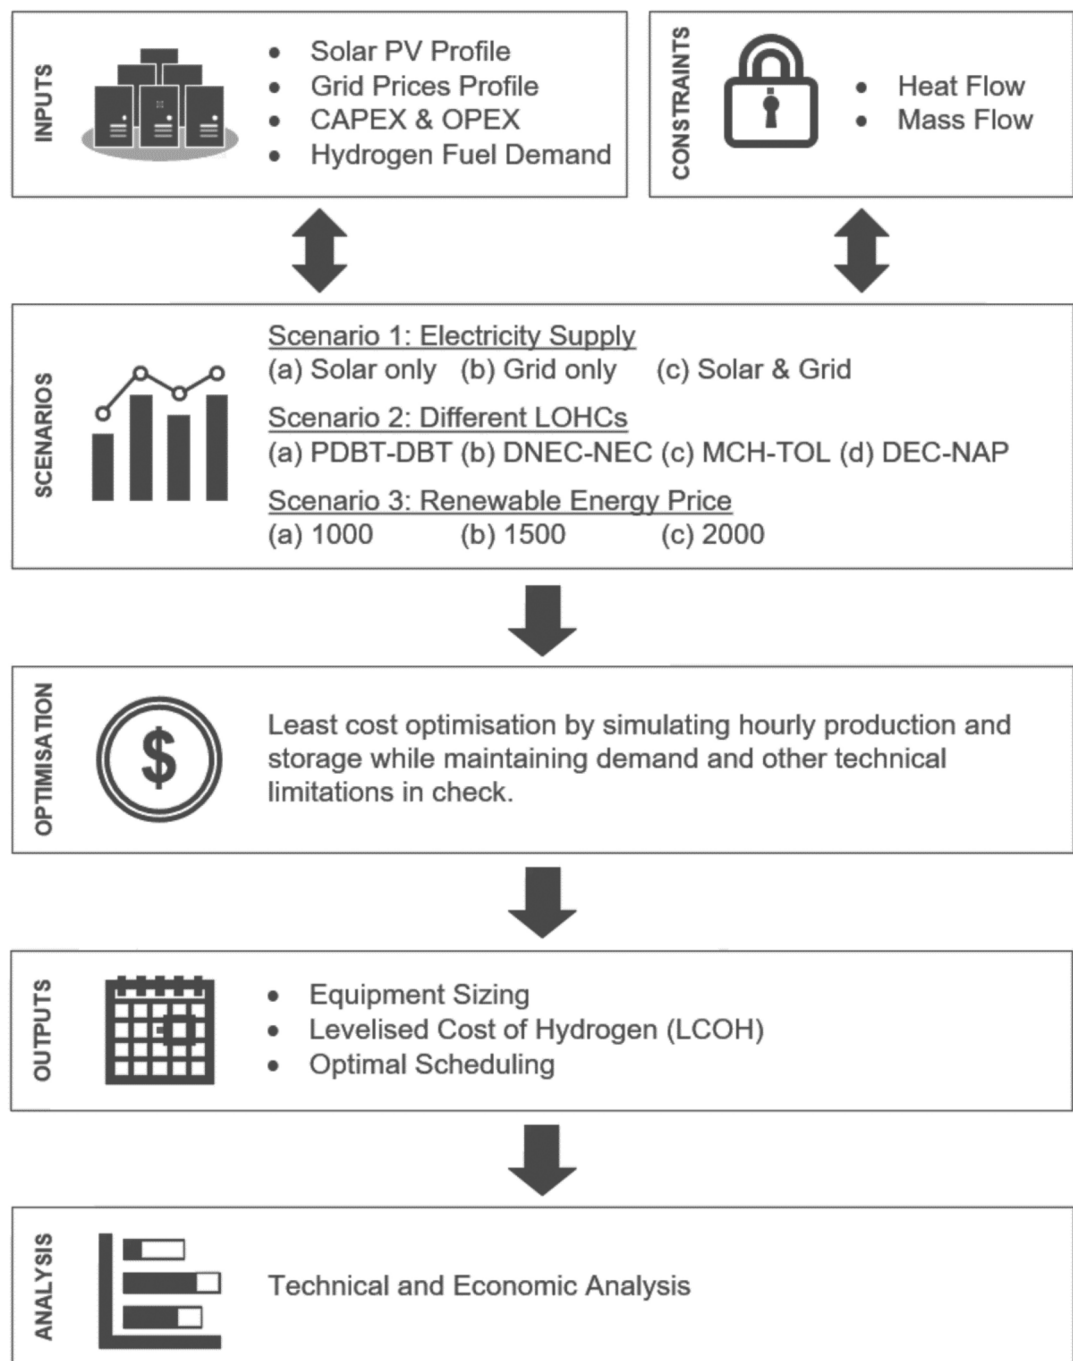 INPUTS
• Solar PV Profile
• Grid Prices Profile
• CAPEX & OPEX
• Hydrogen Fuel Demand
CONSTRAINTS
• Heat Flow
• Mass Flow
SCENARIOS
Scenario 1: Electricity Supply
(a) Solar only (b) Grid only (c) Solar & Grid
Scenario 2: Different LOHCs
(a) PDBT-DBT (b) DNEC-NEC (c) MCH-TOL (d) DEC-NAP
Scenario 3: Renewable Energy Price
(a) 1000 (b) 1500 (c) 2000
OPTIMISATION
$
Least cost optimisation by simulating hourly production and
storage while maintaining demand and other technical
limitations in check.
OUTPUTS
• Equipment Sizing
• Levelised Cost of Hydrogen (LCOH)
• Optimal Scheduling
ANALYSIS
Technical and Economic Analysis